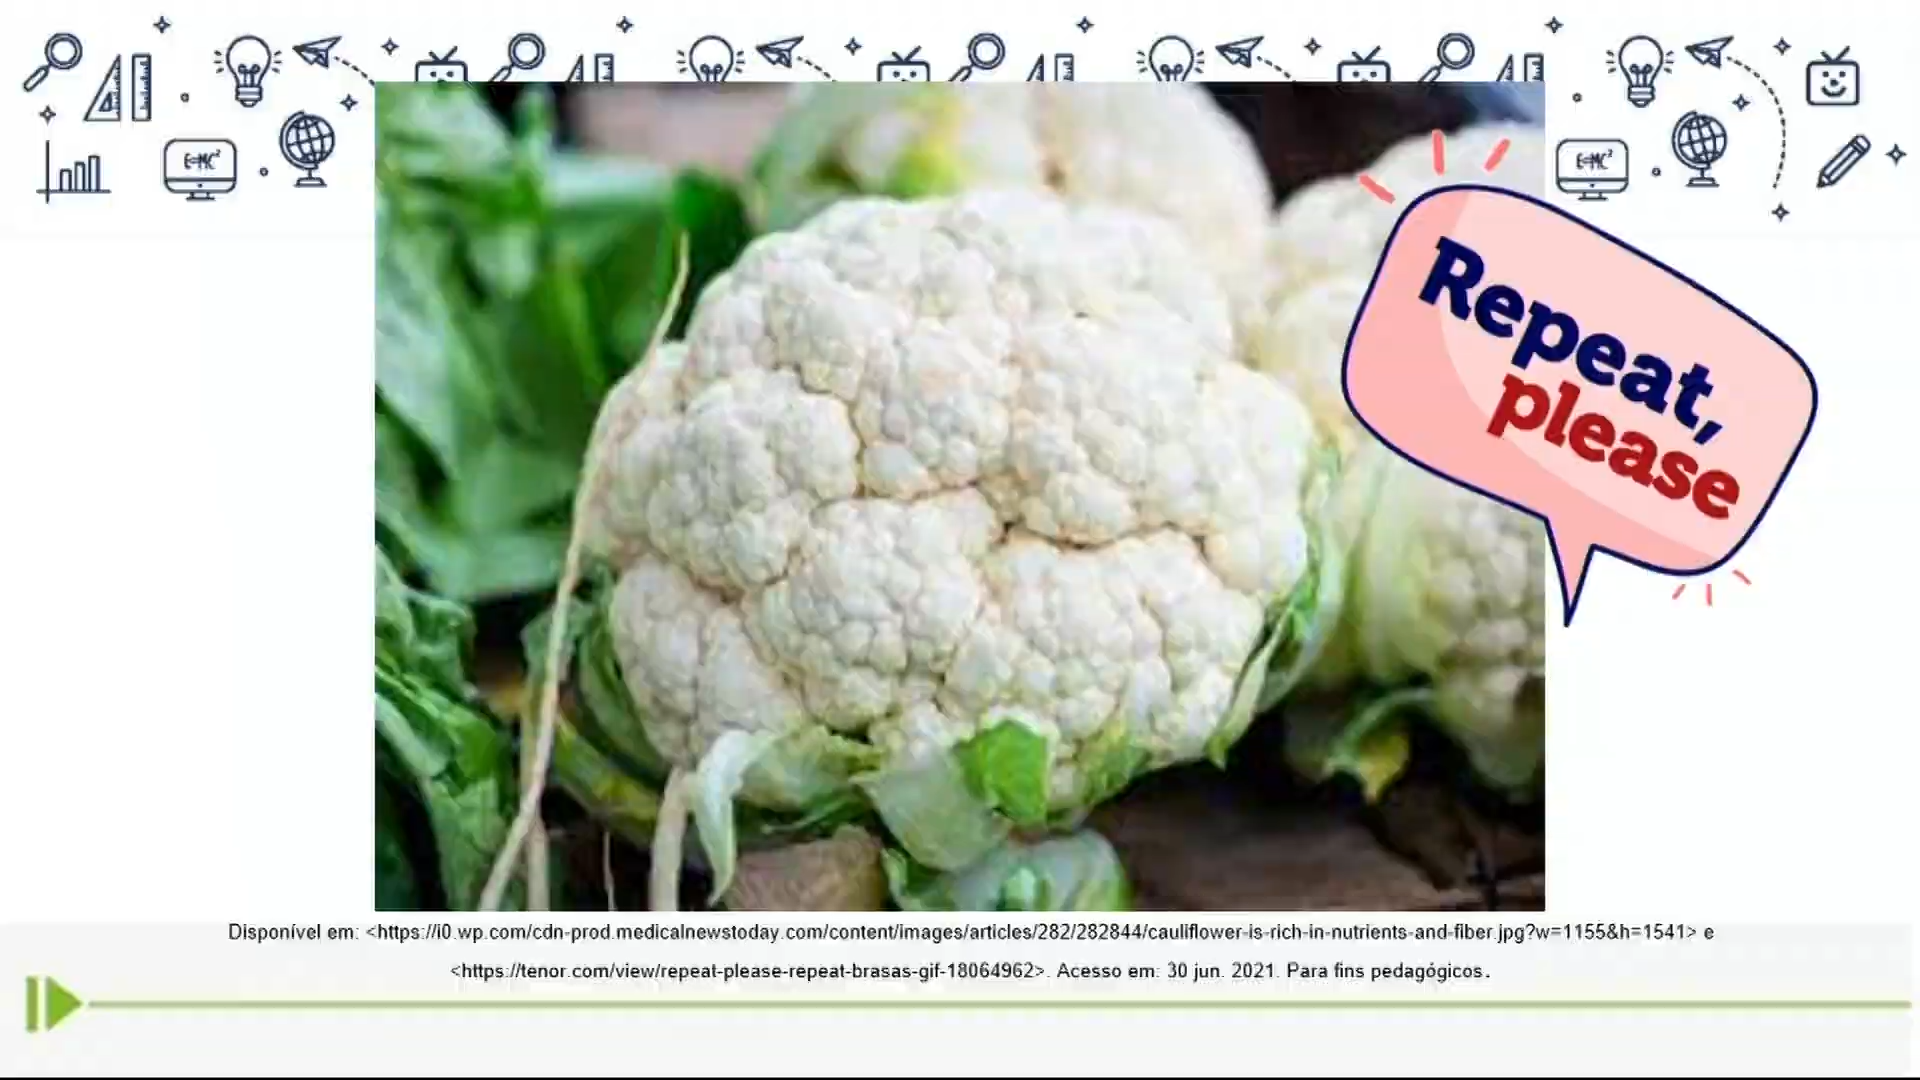 E=MC²
E=MC²
Repeat,
please
Disponível em: <https://i0.wp.com/cdn-prod.medicalnewstoday.com/content/images/articles/282/282844/cauliflower-is-rich-in-nutrients-and-fiber.jpg?w=1155&h=1541> e
<https://tenor.com/view/repeat-please-repeat-brasas-gif-18064962>. Acesso em: 30 jun. 2021. Para fins pedagógicos.